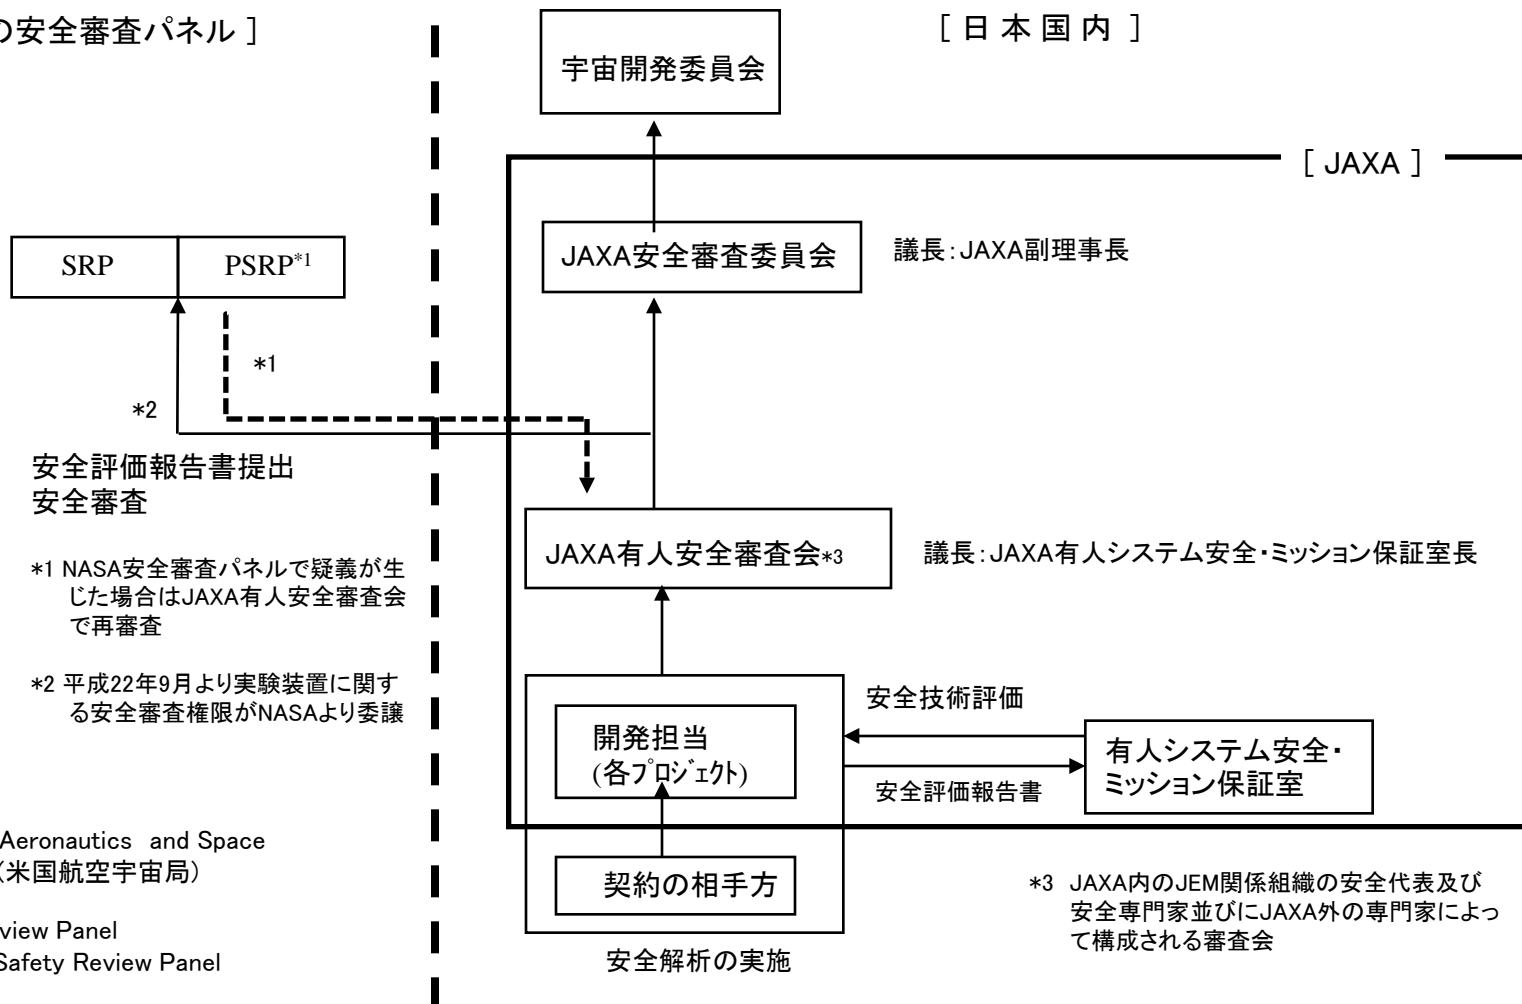 の安全審査パネル ]
[ 日 本 国 内 ]
宇宙開発委員会
[ JAXA ]
SRP
PSRP*1
JAXA安全審査委員会
議長：JAXA副理事長
*1
*2
安全評価報告書提出
安全審査
JAXA有人安全審査会*3
議長：JAXA有人システム安全・ミッション保証室長
*1 NASA安全審査パネルで疑義が生
じた場合はJAXA有人安全審査会
で再審査
*2 平成22年9月より実験装置に関す
る安全審査権限がNASAより委譲
開発担当
(各プロジェクト)
安全技術評価
安全評価報告書
有人システム安全・
ミッション保証室
契約の相手方
安全解析の実施
Aeronautics and Space
(米国航空宇宙局)
view Panel
Safety Review Panel
*3 JAXA内のJEM関係組織の安全代表及び
安全専門家並びにJAXA外の専門家によっ
て構成される審査会